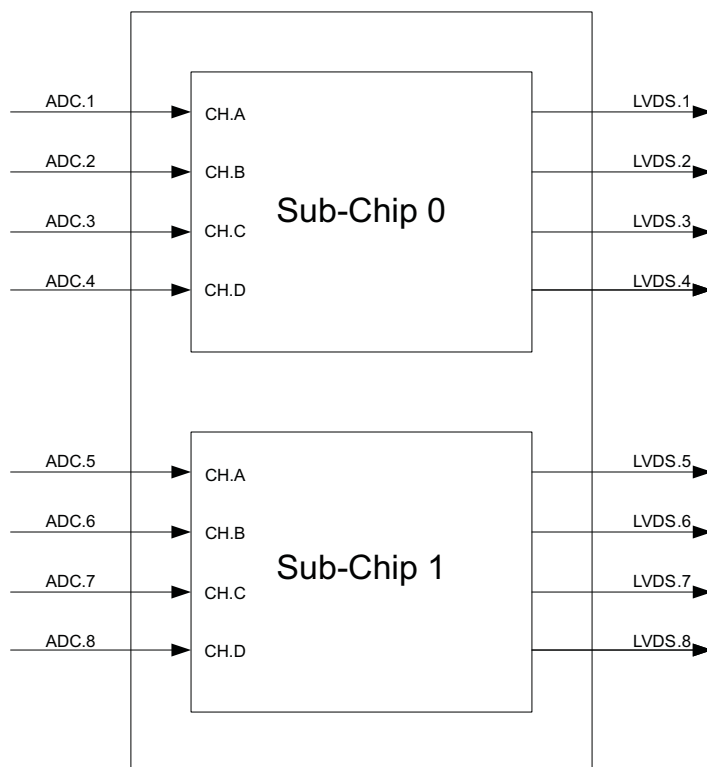 ADC.1
CH.A
LVDS.1
ADC.2
CH.B
LVDS.2
Sub-Chip 0
ADC.3
CH.C
LVDS.3
ADC.4
CH.D
LVDS.4
ADC.5
CH.A
LVDS.5
ADC.6
CH.B
LVDS.6
Sub-Chip 1
ADC.7
CH.C
LVDS.7
ADC.8
CH.D
LVDS.8